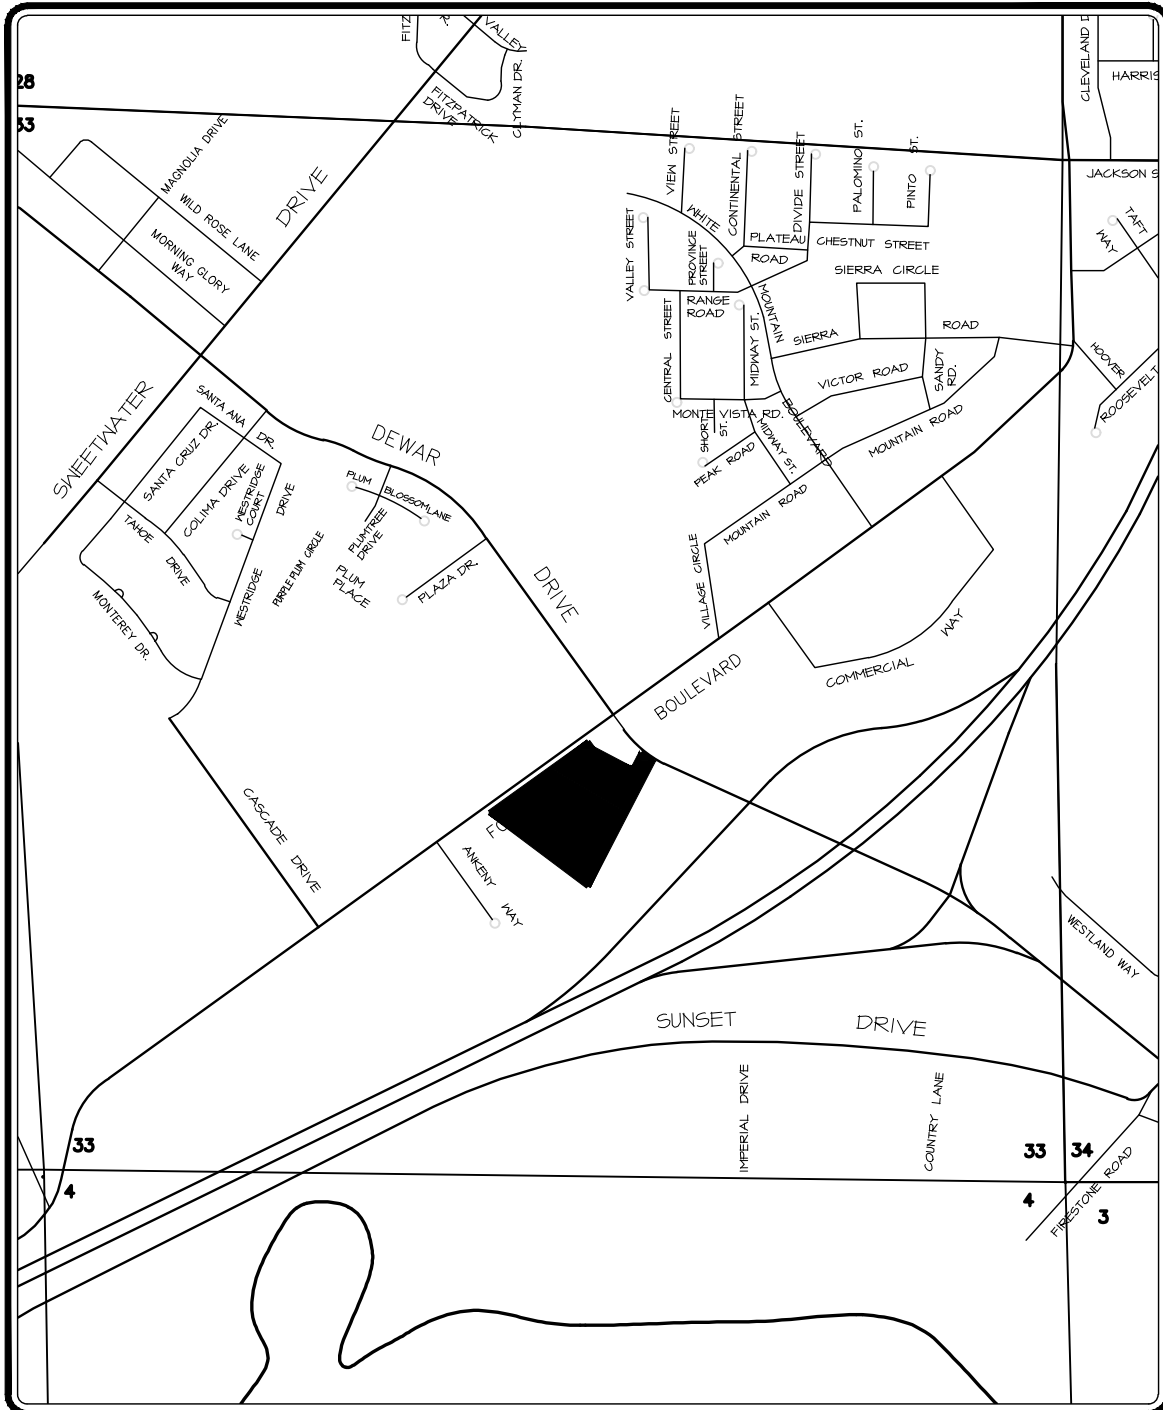 FITZ
R.
VALLEY
CLEVELAND D
HARRIS
28
33
FITZPATRICK
DRIVE
CLYMAN DR.
MAGNOLIA DRIVE
DRIVE
WILD ROSE LANE
MORNING GLORY
WAY
VIEW STREET
CONTINENTAL STREET
DIVIDE STREET
PALOMINO ST.
PINTO ST.
JACKSON S
TAFT
WAY
WHITE
VALLEY STREET
PROVINCE
STREET
PLATEAU
ROAD
CHESTNUT STREET
SIERRA CIRCLE
RANGE
ROAD
MOUNTAIN
CENTRAL STREET
MIDWAY ST.
SIERRA
ROAD
HOOVER
ROOSEVELT
VICTOR ROAD
SANDY
RD.
SWEETWATER
SANTA ANA
DR.
SANTA CRUZ DR.
DEWAR
MONTE VISTA RD.
SHORT
ST.
MIDWAY ST.
BOULEVARD
MOUNTAIN ROAD
PEAK ROAD
COLIMA DRIVE
WESTRIDGE
COURT
DRIVE
PLUM
BLOSSOM LANE
TAHOE
DRIVE
PURPLE PLUM CIRCLE
PLUMTREE
DRIVE
MOUNTAIN ROAD
PLUM
PLACE
PLAZA DR.
DRIVE
VILLAGE CIRCLE
MONTEREY DR.
WESTRIDGE
WAY
COMMERCIAL
BOULEVARD
CASCADE DRIVE
FO
ANKENY
WAY
WESTLAND WAY
SUNSET DRIVE
IMPERIAL DRIVE
COUNTRY LANE
33
33
34
4
4
3
FIRESTONE ROAD